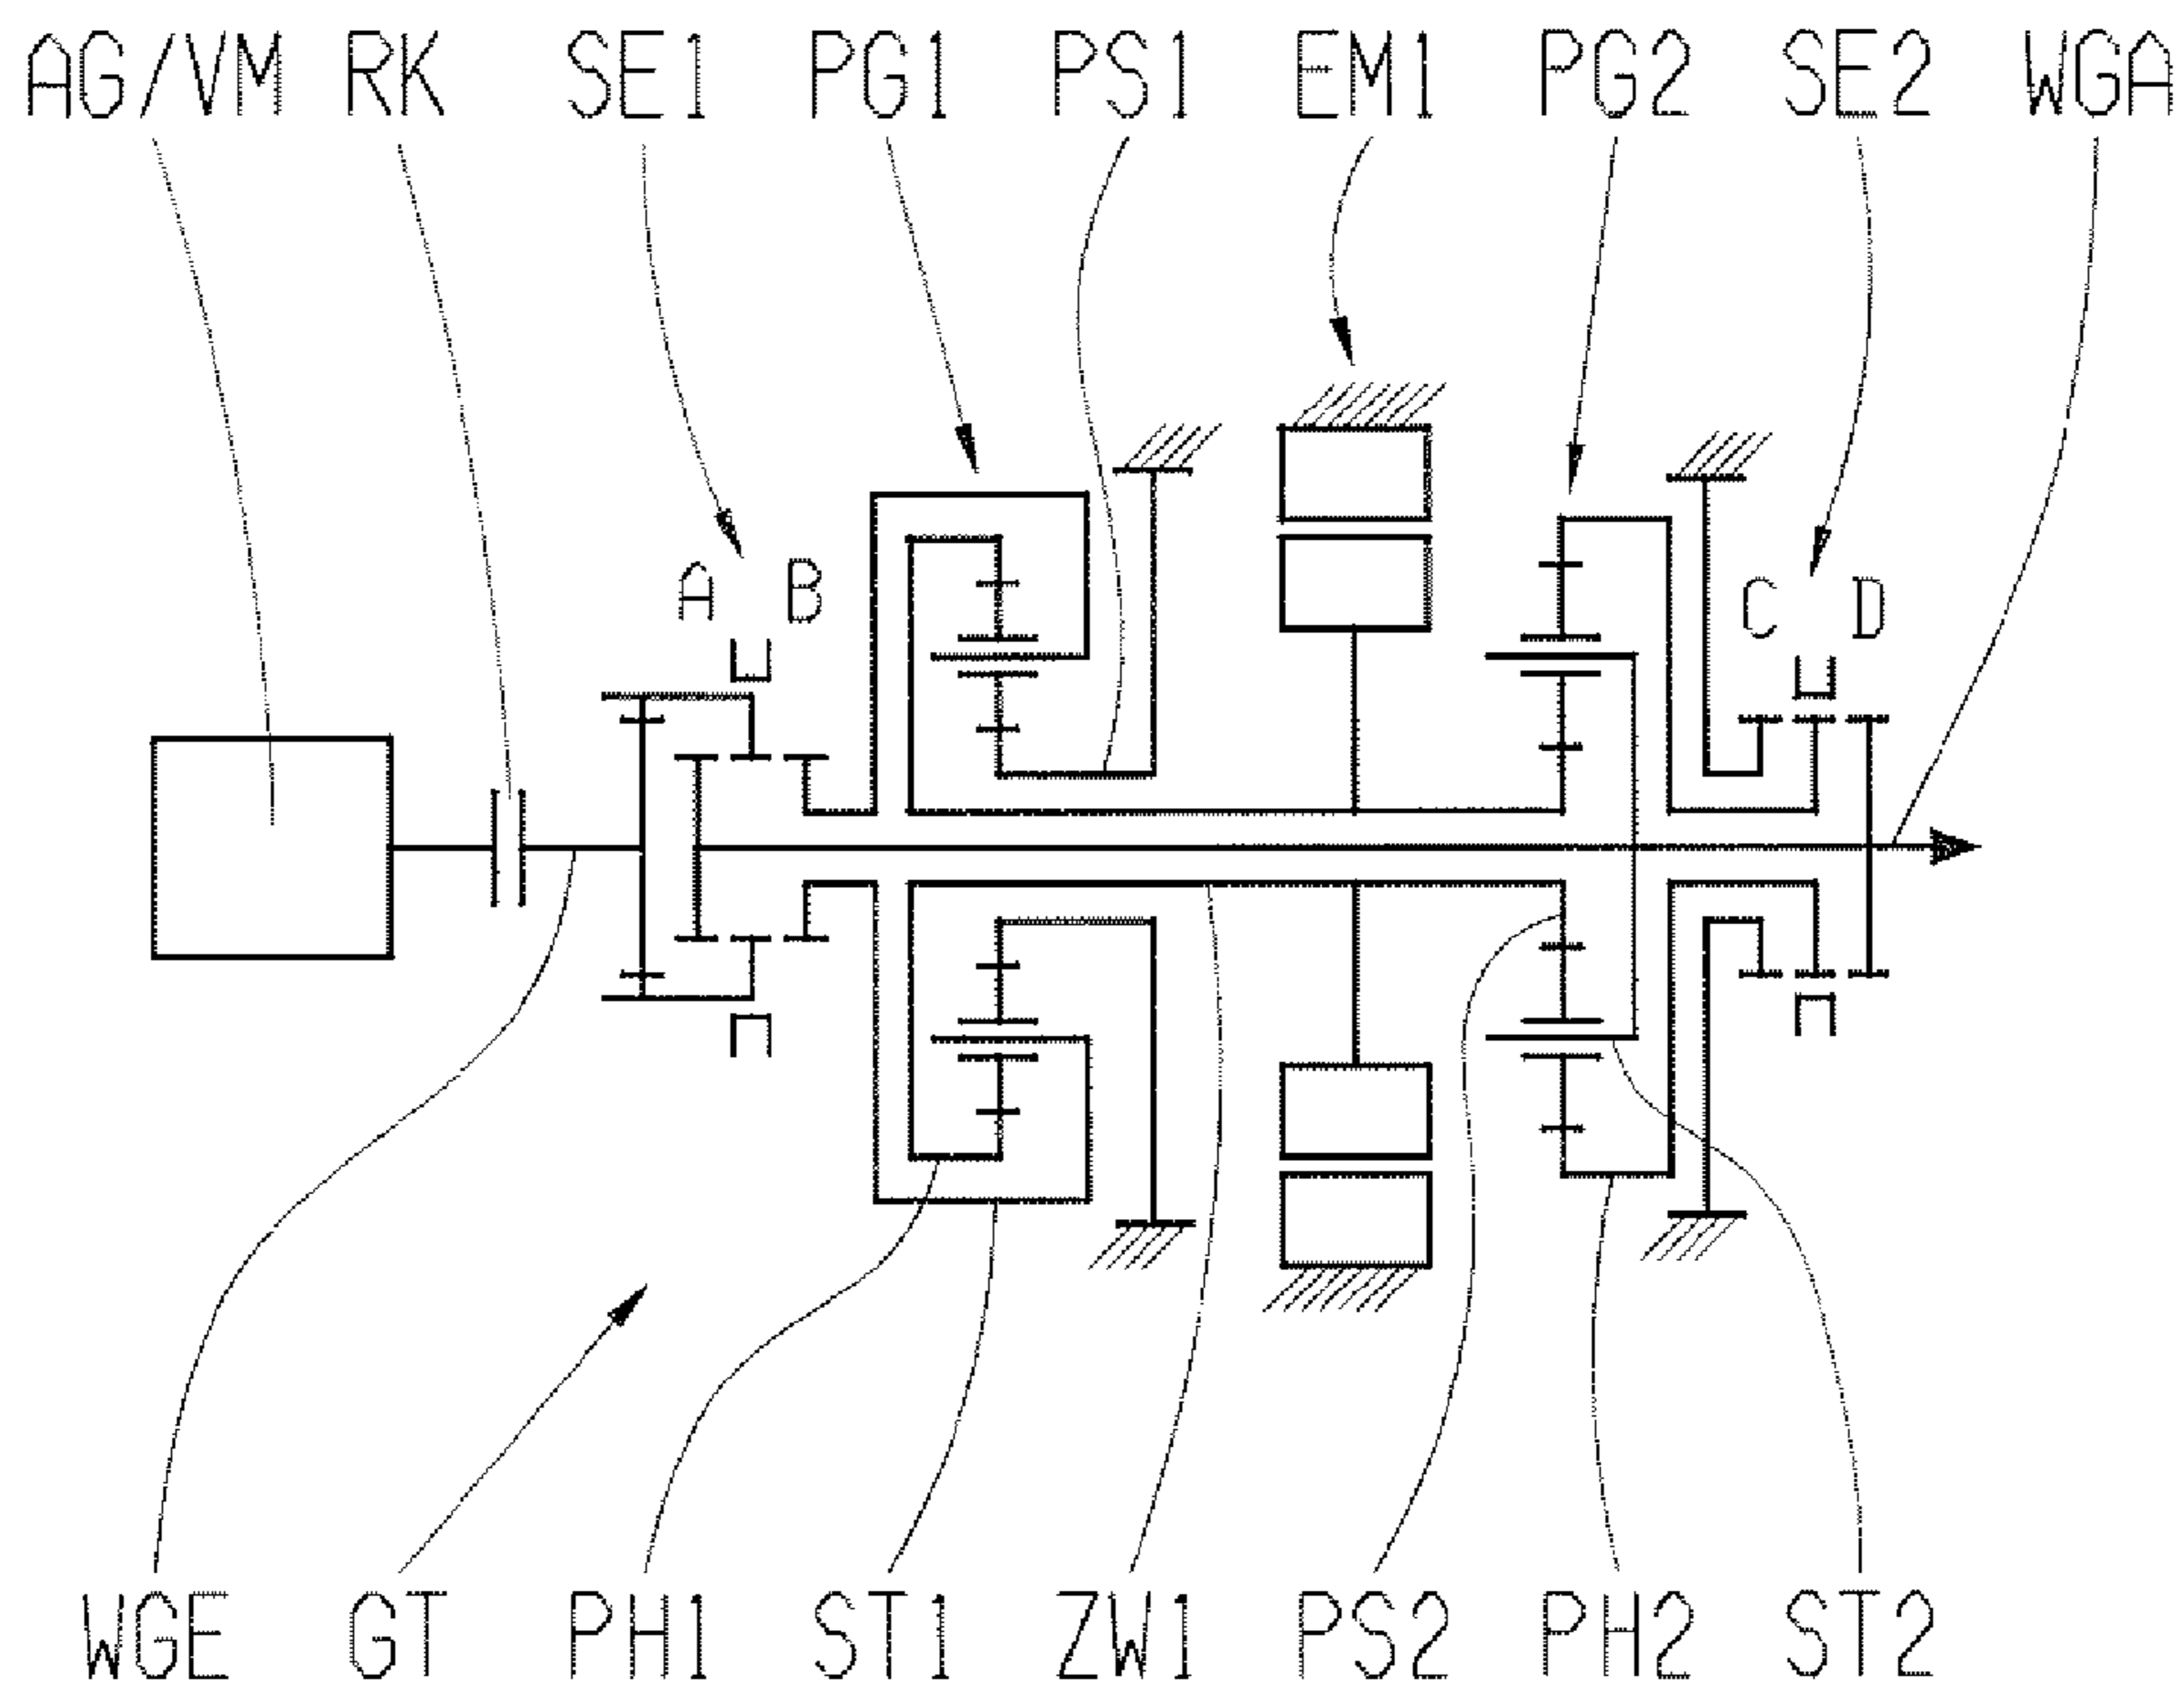 AG/VM RK SE1 PG1 PS1 EM1 PG2 SE2 WGA
A B C D
WGE GT PH1 ST1 ZW1 PS2 PH2 ST2